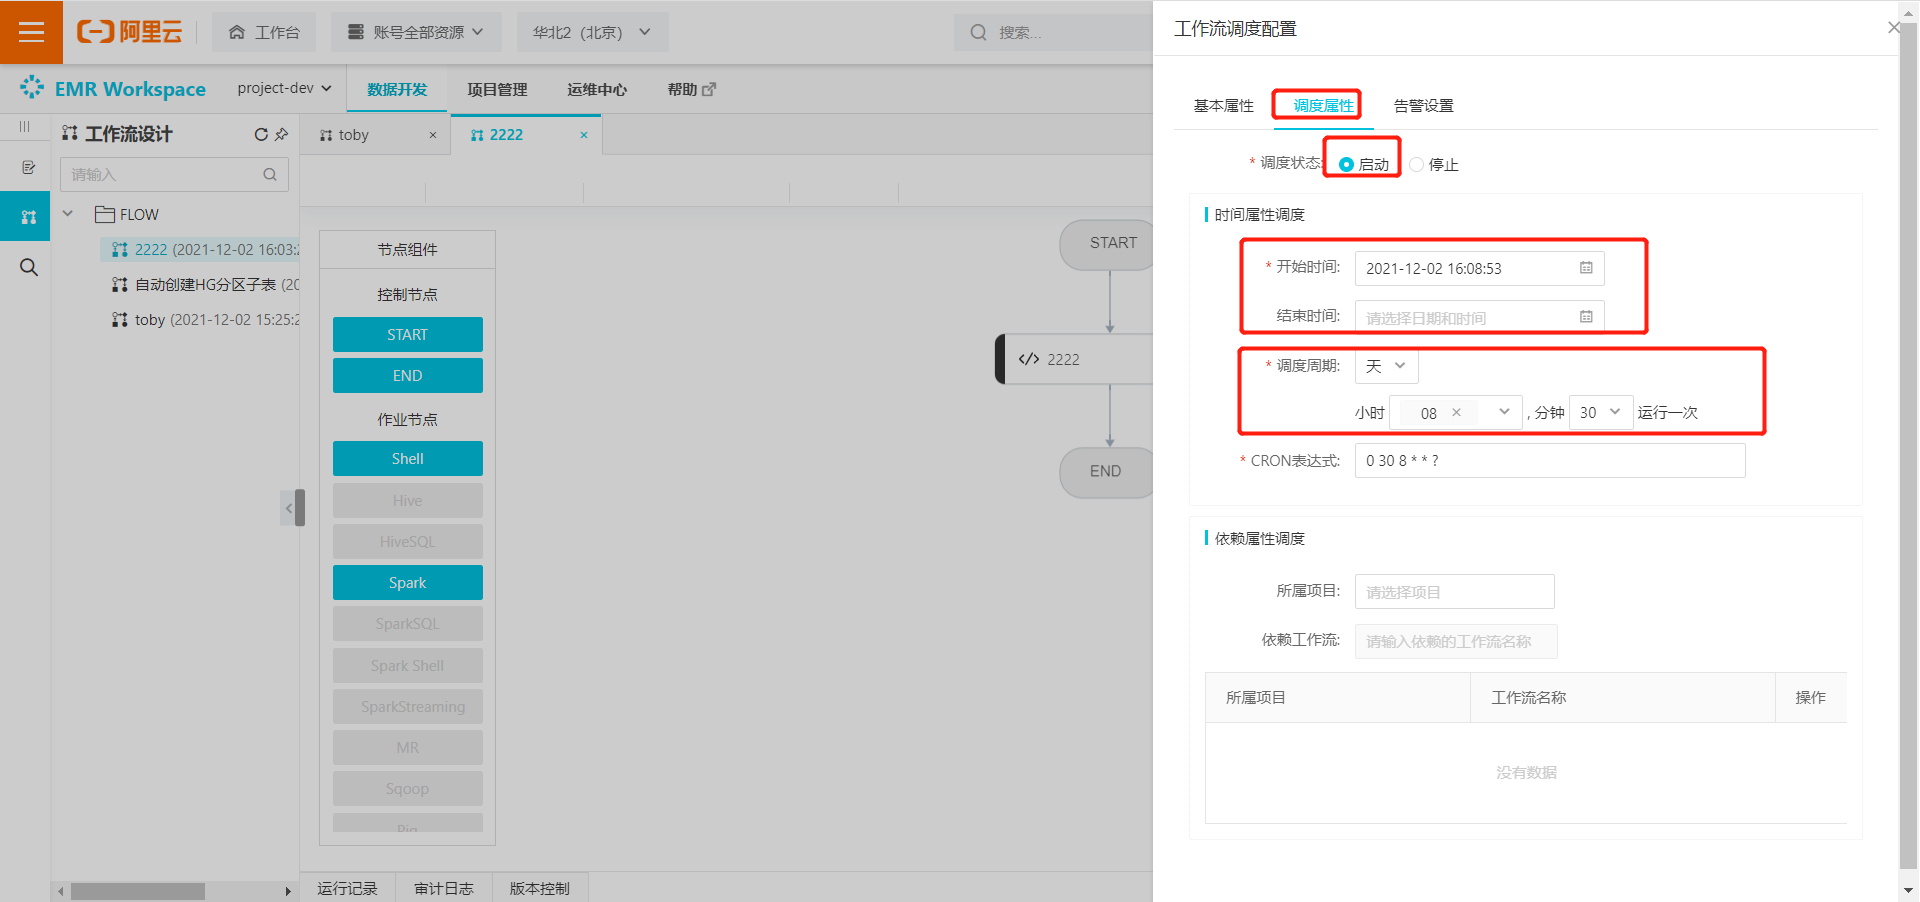 阿里云
工作台
账号全部资源
华北2（北京）
搜索...
EMR Workspace
project-dev
数据开发
项目管理
运维中心
帮助
工作流设计
请输入
FLOW
2222 (2021-12-02 16:03:2
自动创建HG分区子表 (20
toby (2021-12-02 15:25:2
toby
2222
节点组件
控制节点
START
END
作业节点
Shell
Hive
HiveSQL
Spark
SparkSQL
Spark Shell
SparkStreaming
MR
Sqoop
Pig
START
</> 2222
END
运行记录
审计日志
版本控制
工作流调度配置
基本属性
调度属性
告警设置
* 调度状态: 启动 停止
时间属性调度
* 开始时间: 2021-12-02 16:08:53
结束时间: 请选择日期和时间
* 调度周期: 天
小时 08 × , 分钟 30 运行一次
* CRON表达式: 0 30 8 * * ?
依赖属性调度
所属项目: 请选择项目
依赖工作流: 请输入依赖的工作流名称
所属项目 工作流名称 操作
没有数据